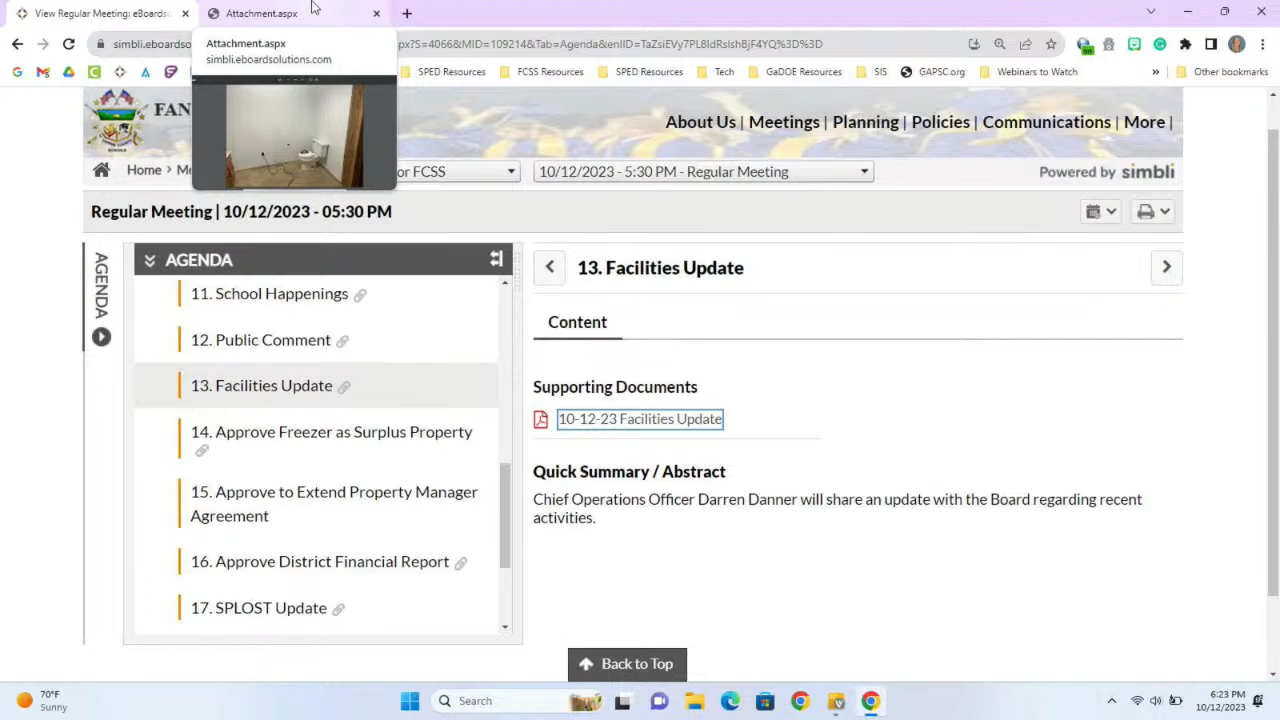 View Regular Meeting: eBoards
Attachment.aspx
Attachment.aspx
simbli.eboardsolutions.com
simbli.eboardso
px?S=4066&MID=109214&Tab=Agenda&enIID=
on
SPED Resources
FCSS Resources
SPED Resources
Tech
GaDOE Resources
SIS
GAPSC.org
Webinars to Watch
»
Other bookmarks
FAN
About Us | Meetings | Planning | Policies | Communications | More |
Home > Me
or FCSS
10/12/2023 - 5:30 PM - Regular Meeting
Powered by simbli
Regular Meeting | 10/12/2023 - 05:30 PM
AGENDA
AGENDA
11. School Happenings
12. Public Comment
13. Facilities Update
14. Approve Freezer as Surplus Property
15. Approve to Extend Property Manager
Agreement
16. Approve District Financial Report
17. SPLOST Update
13. Facilities Update
Content
Supporting Documents
10-12-23 Facilities Update
Quick Summary / Abstract
Chief Operations Officer Darren Danner will share an update with the Board regarding recent
activities.
Back to Top
70°F
Sunny
Search
6:23 PM
10/12/2023